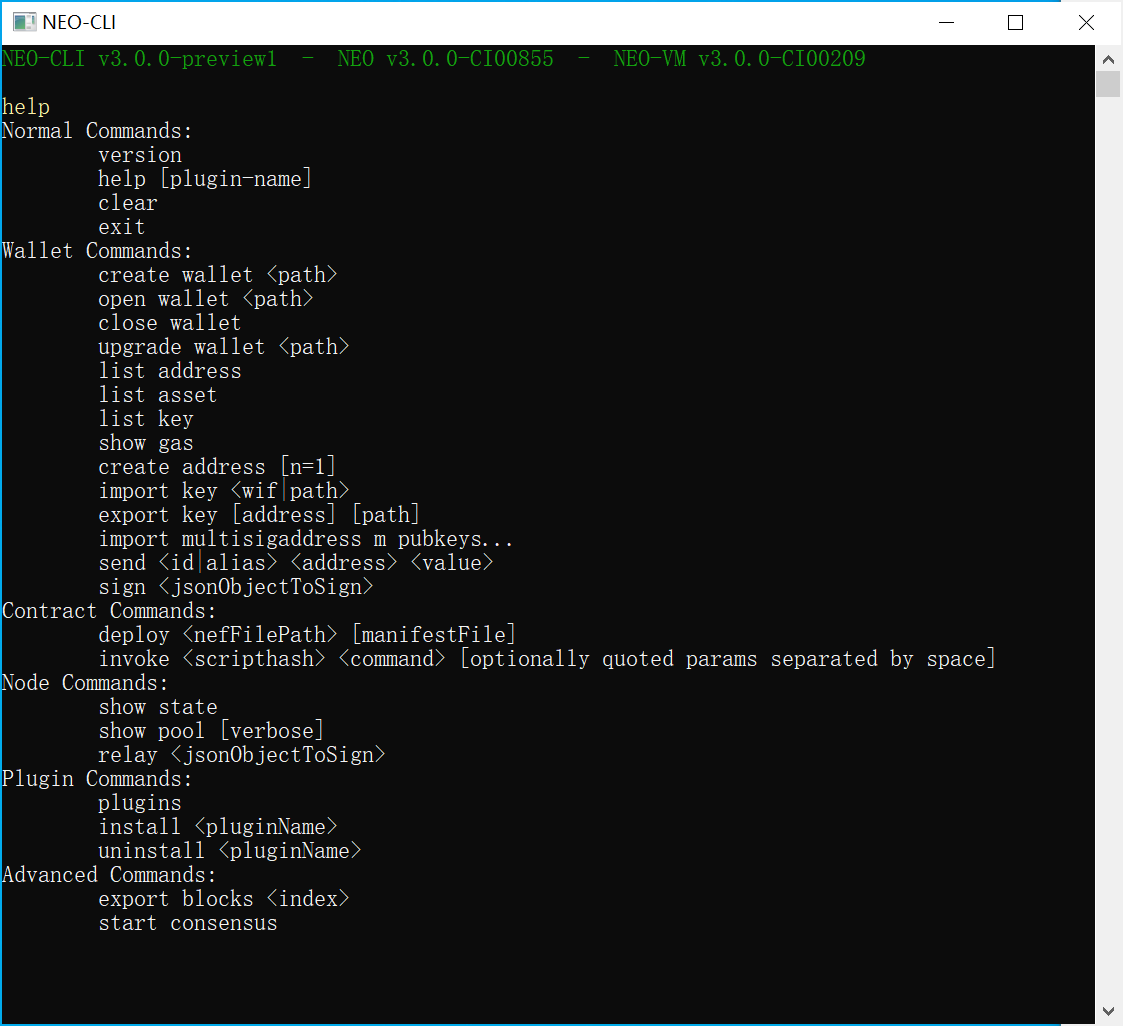 NEO-CLI
NEO-CLI v3.0.0-preview1 - NEO v3.0.0-CI00855 - NEO-VM v3.0.0-CI00209
help
Normal Commands:
version
help [plugin-name]
clear
exit
Wallet Commands:
create wallet <path>
open wallet <path>
close wallet
upgrade wallet <path>
list address
list asset
list key
show gas
create address [n=1]
import key <wif|path>
export key [address] [path]
import multisigaddress m pubkeys...
send <id|alias> <address> <value>
sign <jsonObjectToSign>
Contract Commands:
deploy <nefFilePath> [manifestFile]
invoke <scripthash> <command> [optionally quoted params separated by space]
Node Commands:
show state
show pool [verbose]
relay <jsonObjectToSign>
Plugin Commands:
plugins
install <pluginName>
uninstall <pluginName>
Advanced Commands:
export blocks <index>
start consensus